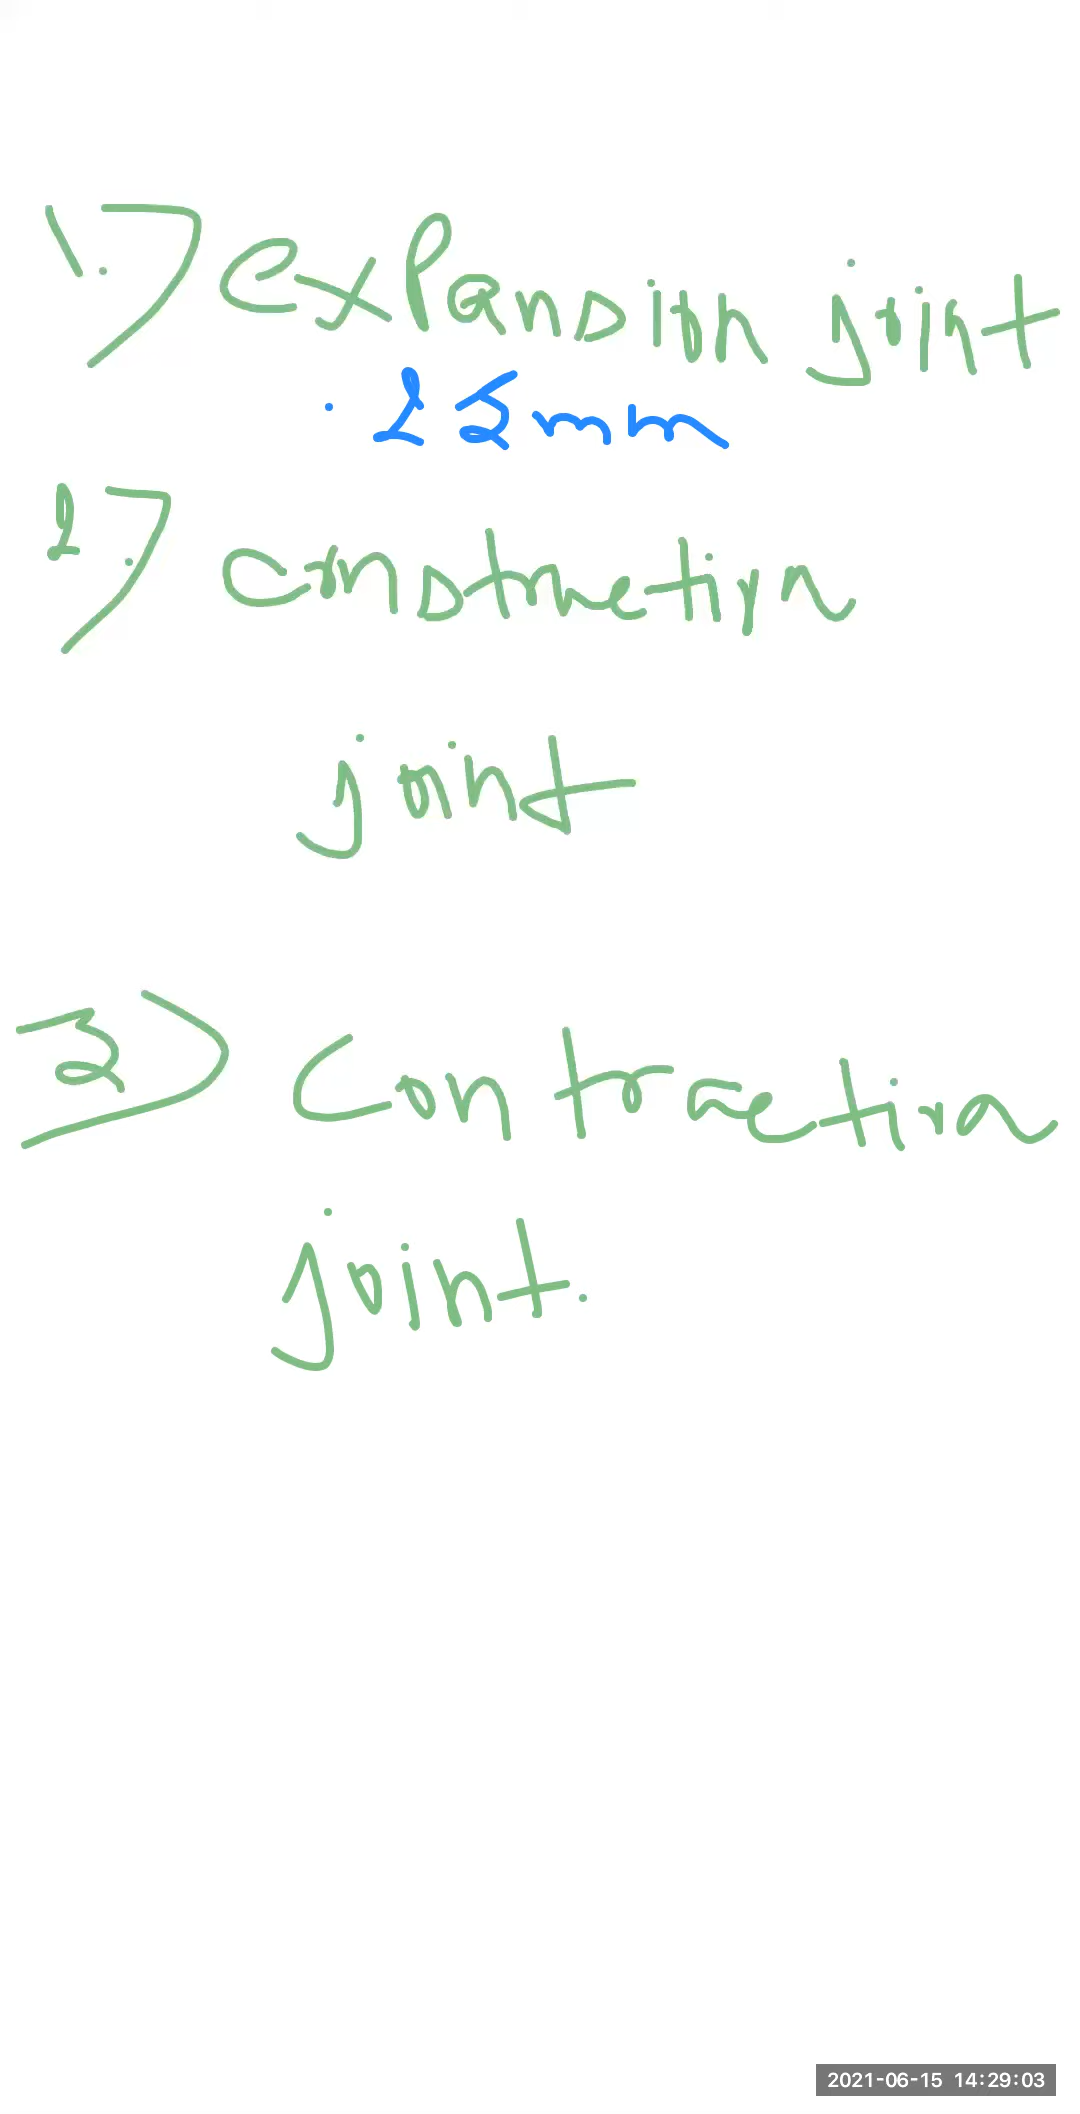 1.> expansion joint
. 25mm
2.> construction
joint
3> Contraction
joint.
2021-06-15 14:29:03